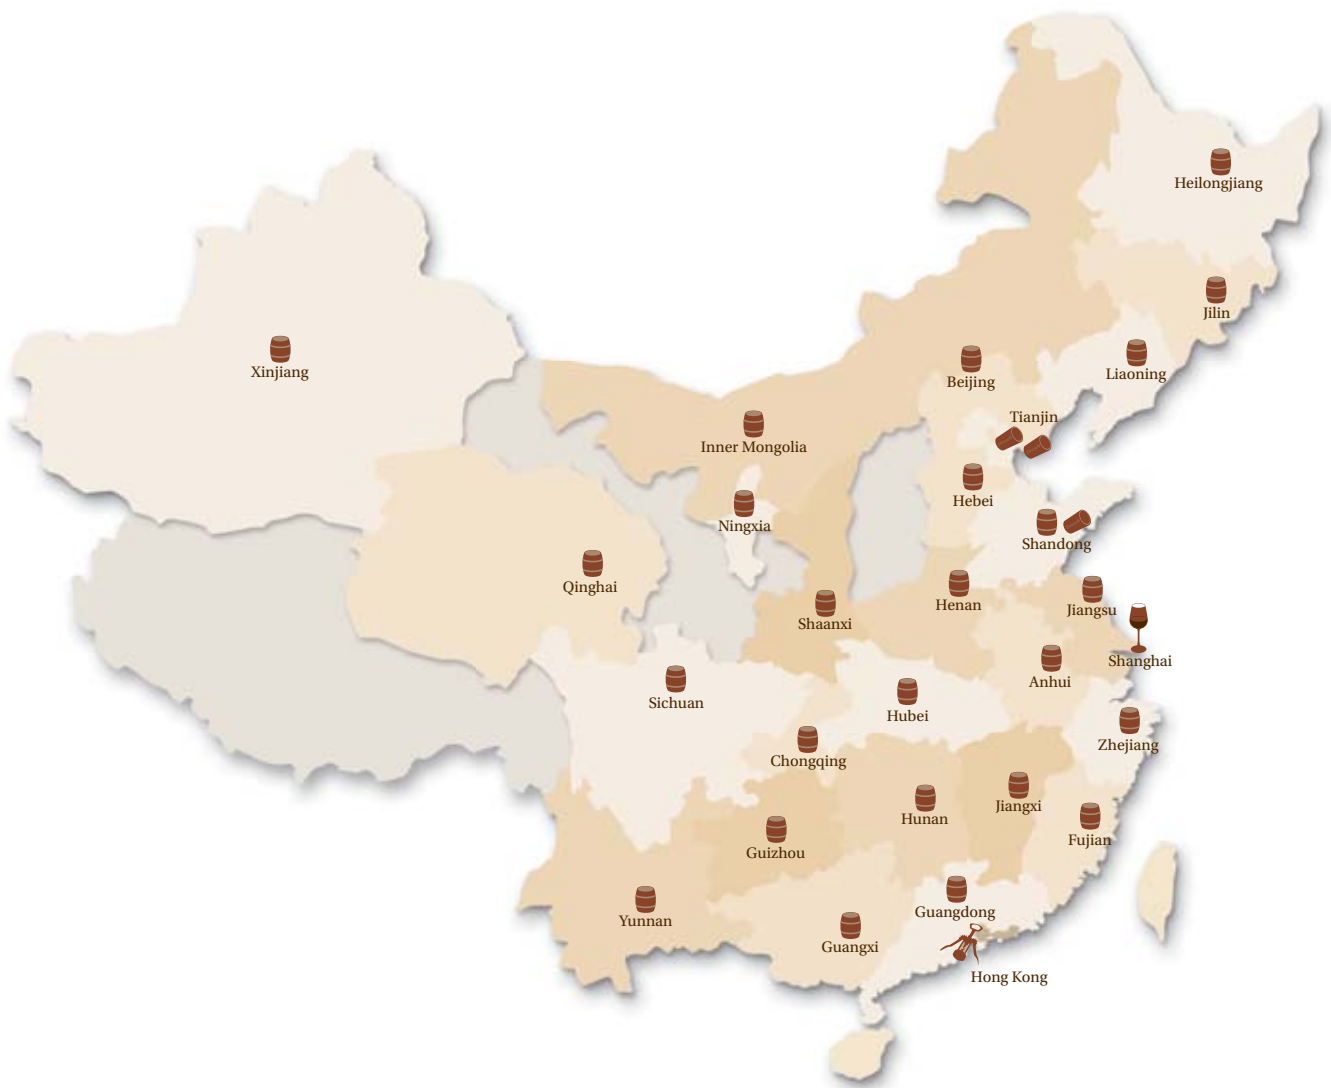 Heilongjiang
Jilin
Xinjiang
Liaoning
Beijing
Tianjin
Inner Mongolia
Hebei
Ningxia
Shandong
Qinghai
Henan
Jiangsu
Shaanxi
Shanghai
Anhui
Sichuan
Hubei
Zhejiang
Chongqing
Jiangxi
Hunan
Fujian
Guizhou
Guangdong
Yunnan
Guangxi
Hong Kong